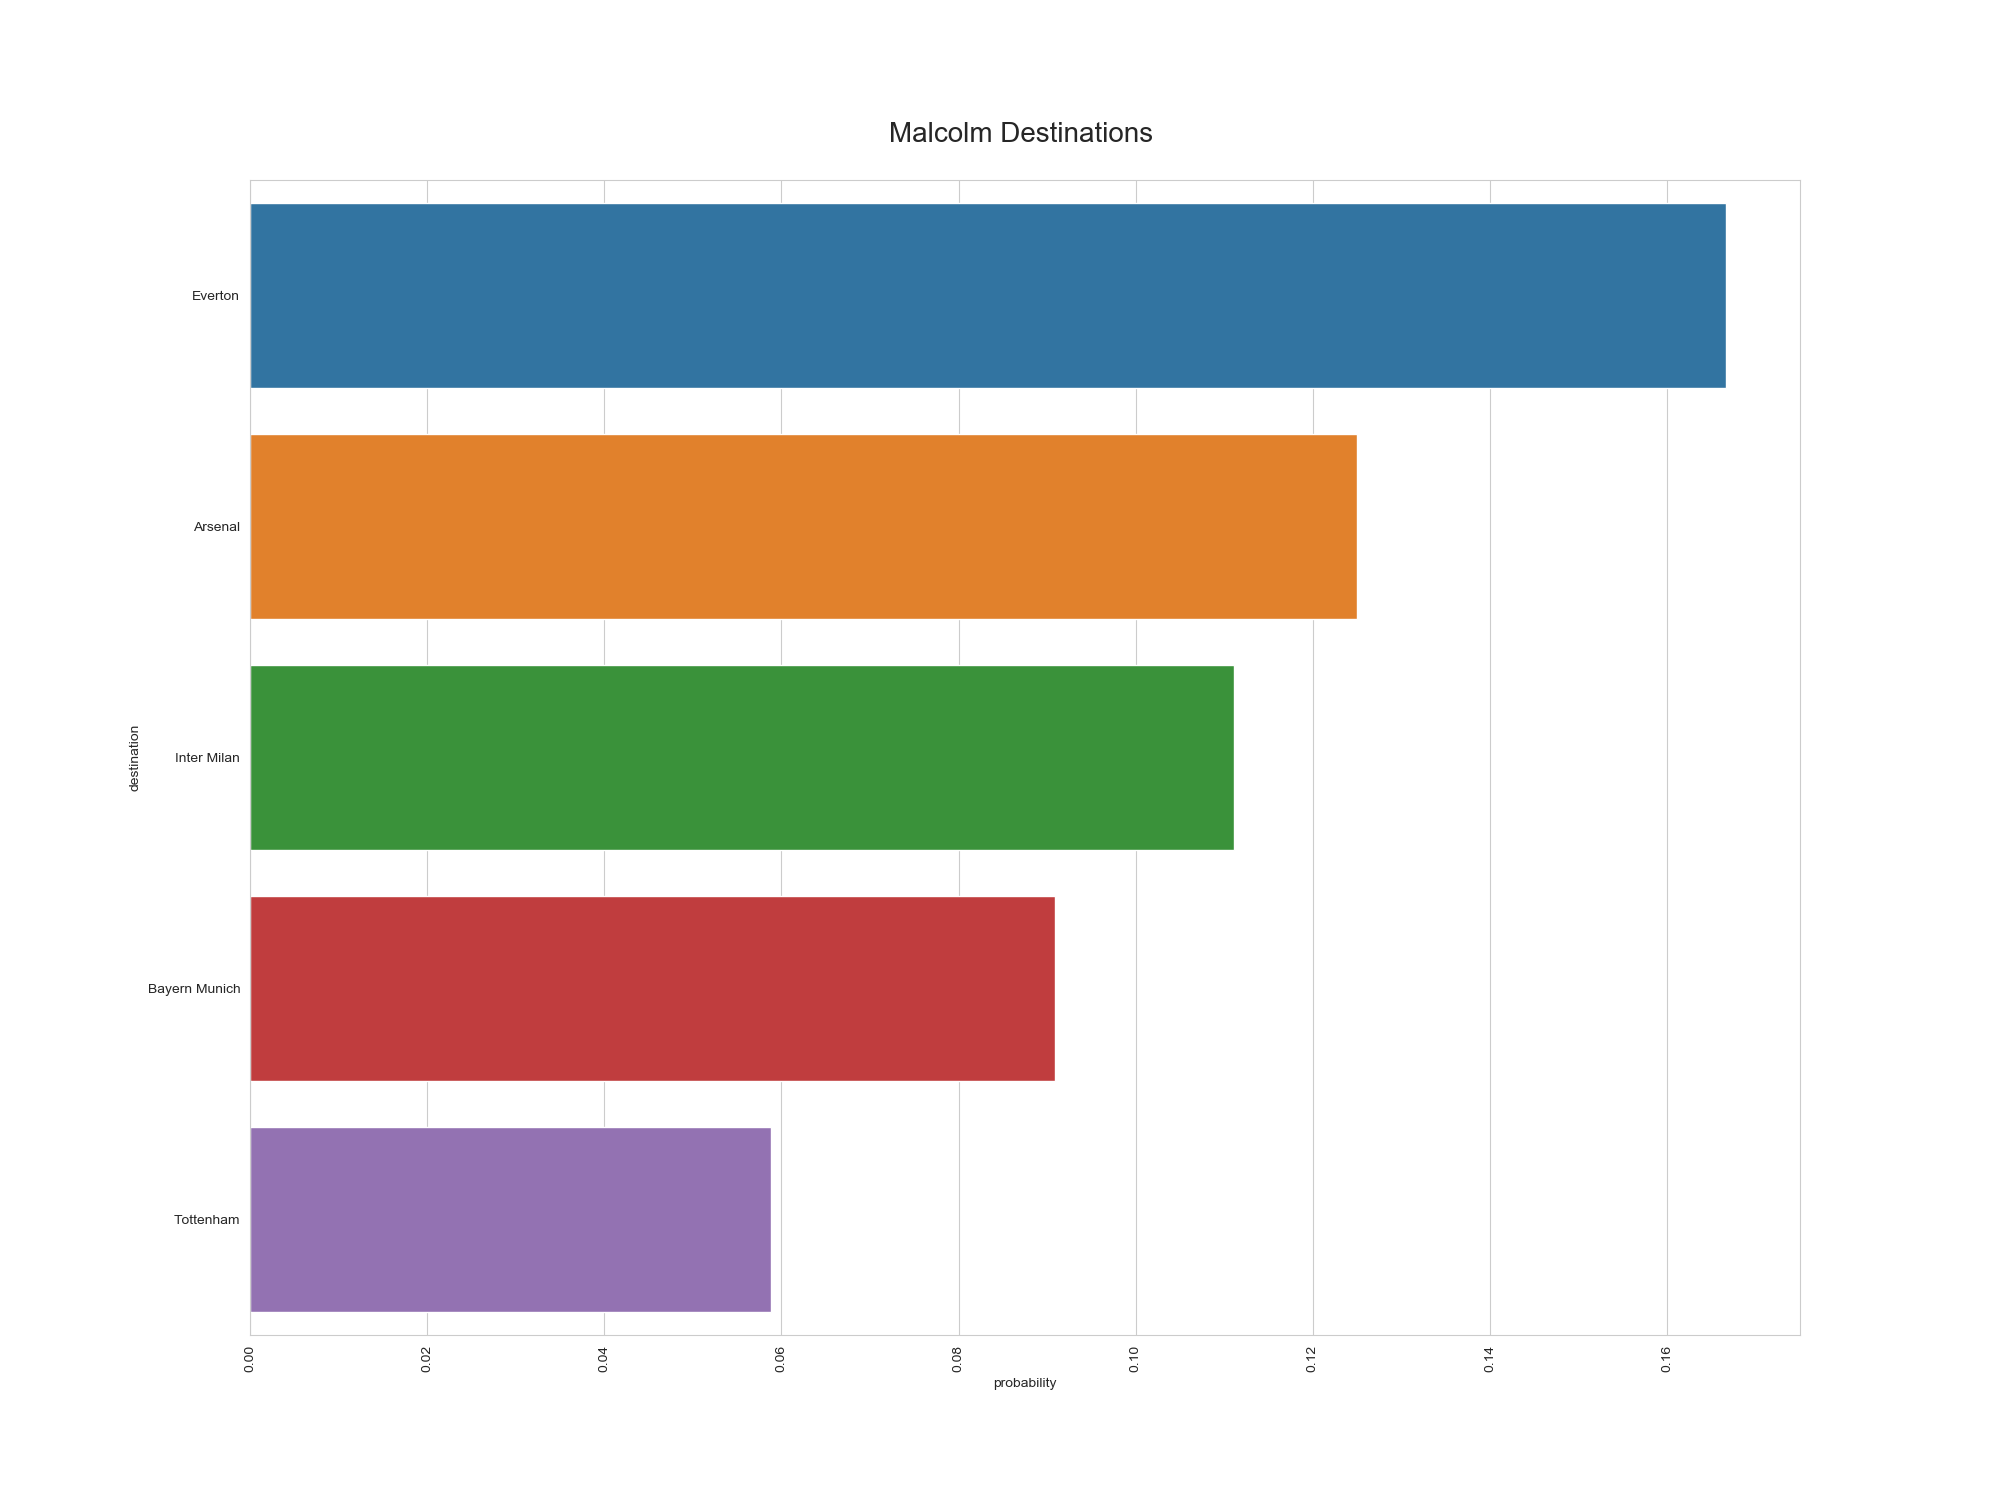 Malcolm Destinations
destination
Everton
Arsenal
Inter Milan
Bayern Munich
Tottenham
0.00
0.02
0.04
0.06
0.08
0.10
0.12
0.14
0.16
probability